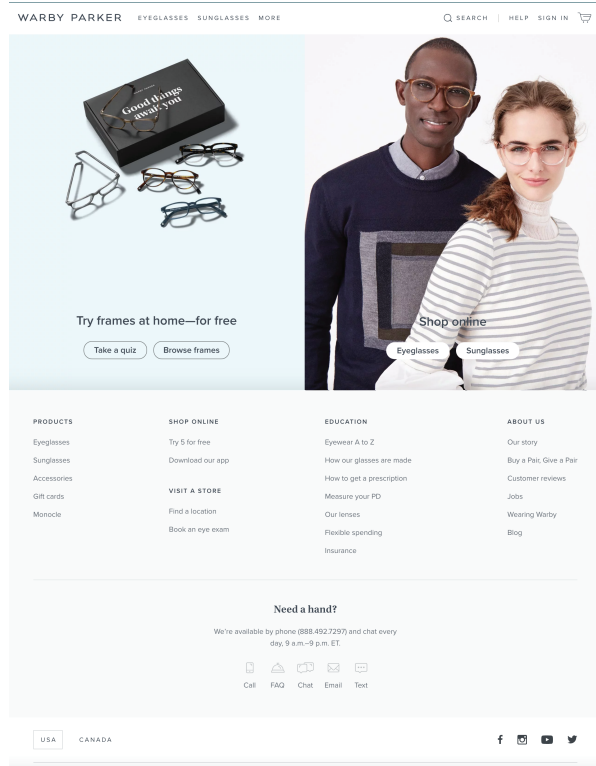 WARBY PARKER EYEGLASSES SUNGLASSES MORE SEARCH HELP SIGN IN
Good things
await you
Try frames at home—for free
Take a quiz Browse frames
Shop online
Eyeglasses Sunglasses
PRODUCTS
Eyeglasses
Sunglasses
Accessories
Gift cards
Monocle
SHOP ONLINE
Try 5 for free
Download our app
VISIT A STORE
Find a location
Book an eye exam
EDUCATION
Eyewear A to Z
How our glasses are made
How to get a prescription
Measure your PD
Our lenses
Flexible spending
Insurance
ABOUT US
Our story
Buy a Pair, Give a Pair
Customer reviews
Jobs
Wearing Warby
Blog
Need a hand?
We're available by phone (888.492.7297) and chat every
day, 9 a.m.–9 p.m. ET.
Call FAQ Chat Email Text
USA CANADA